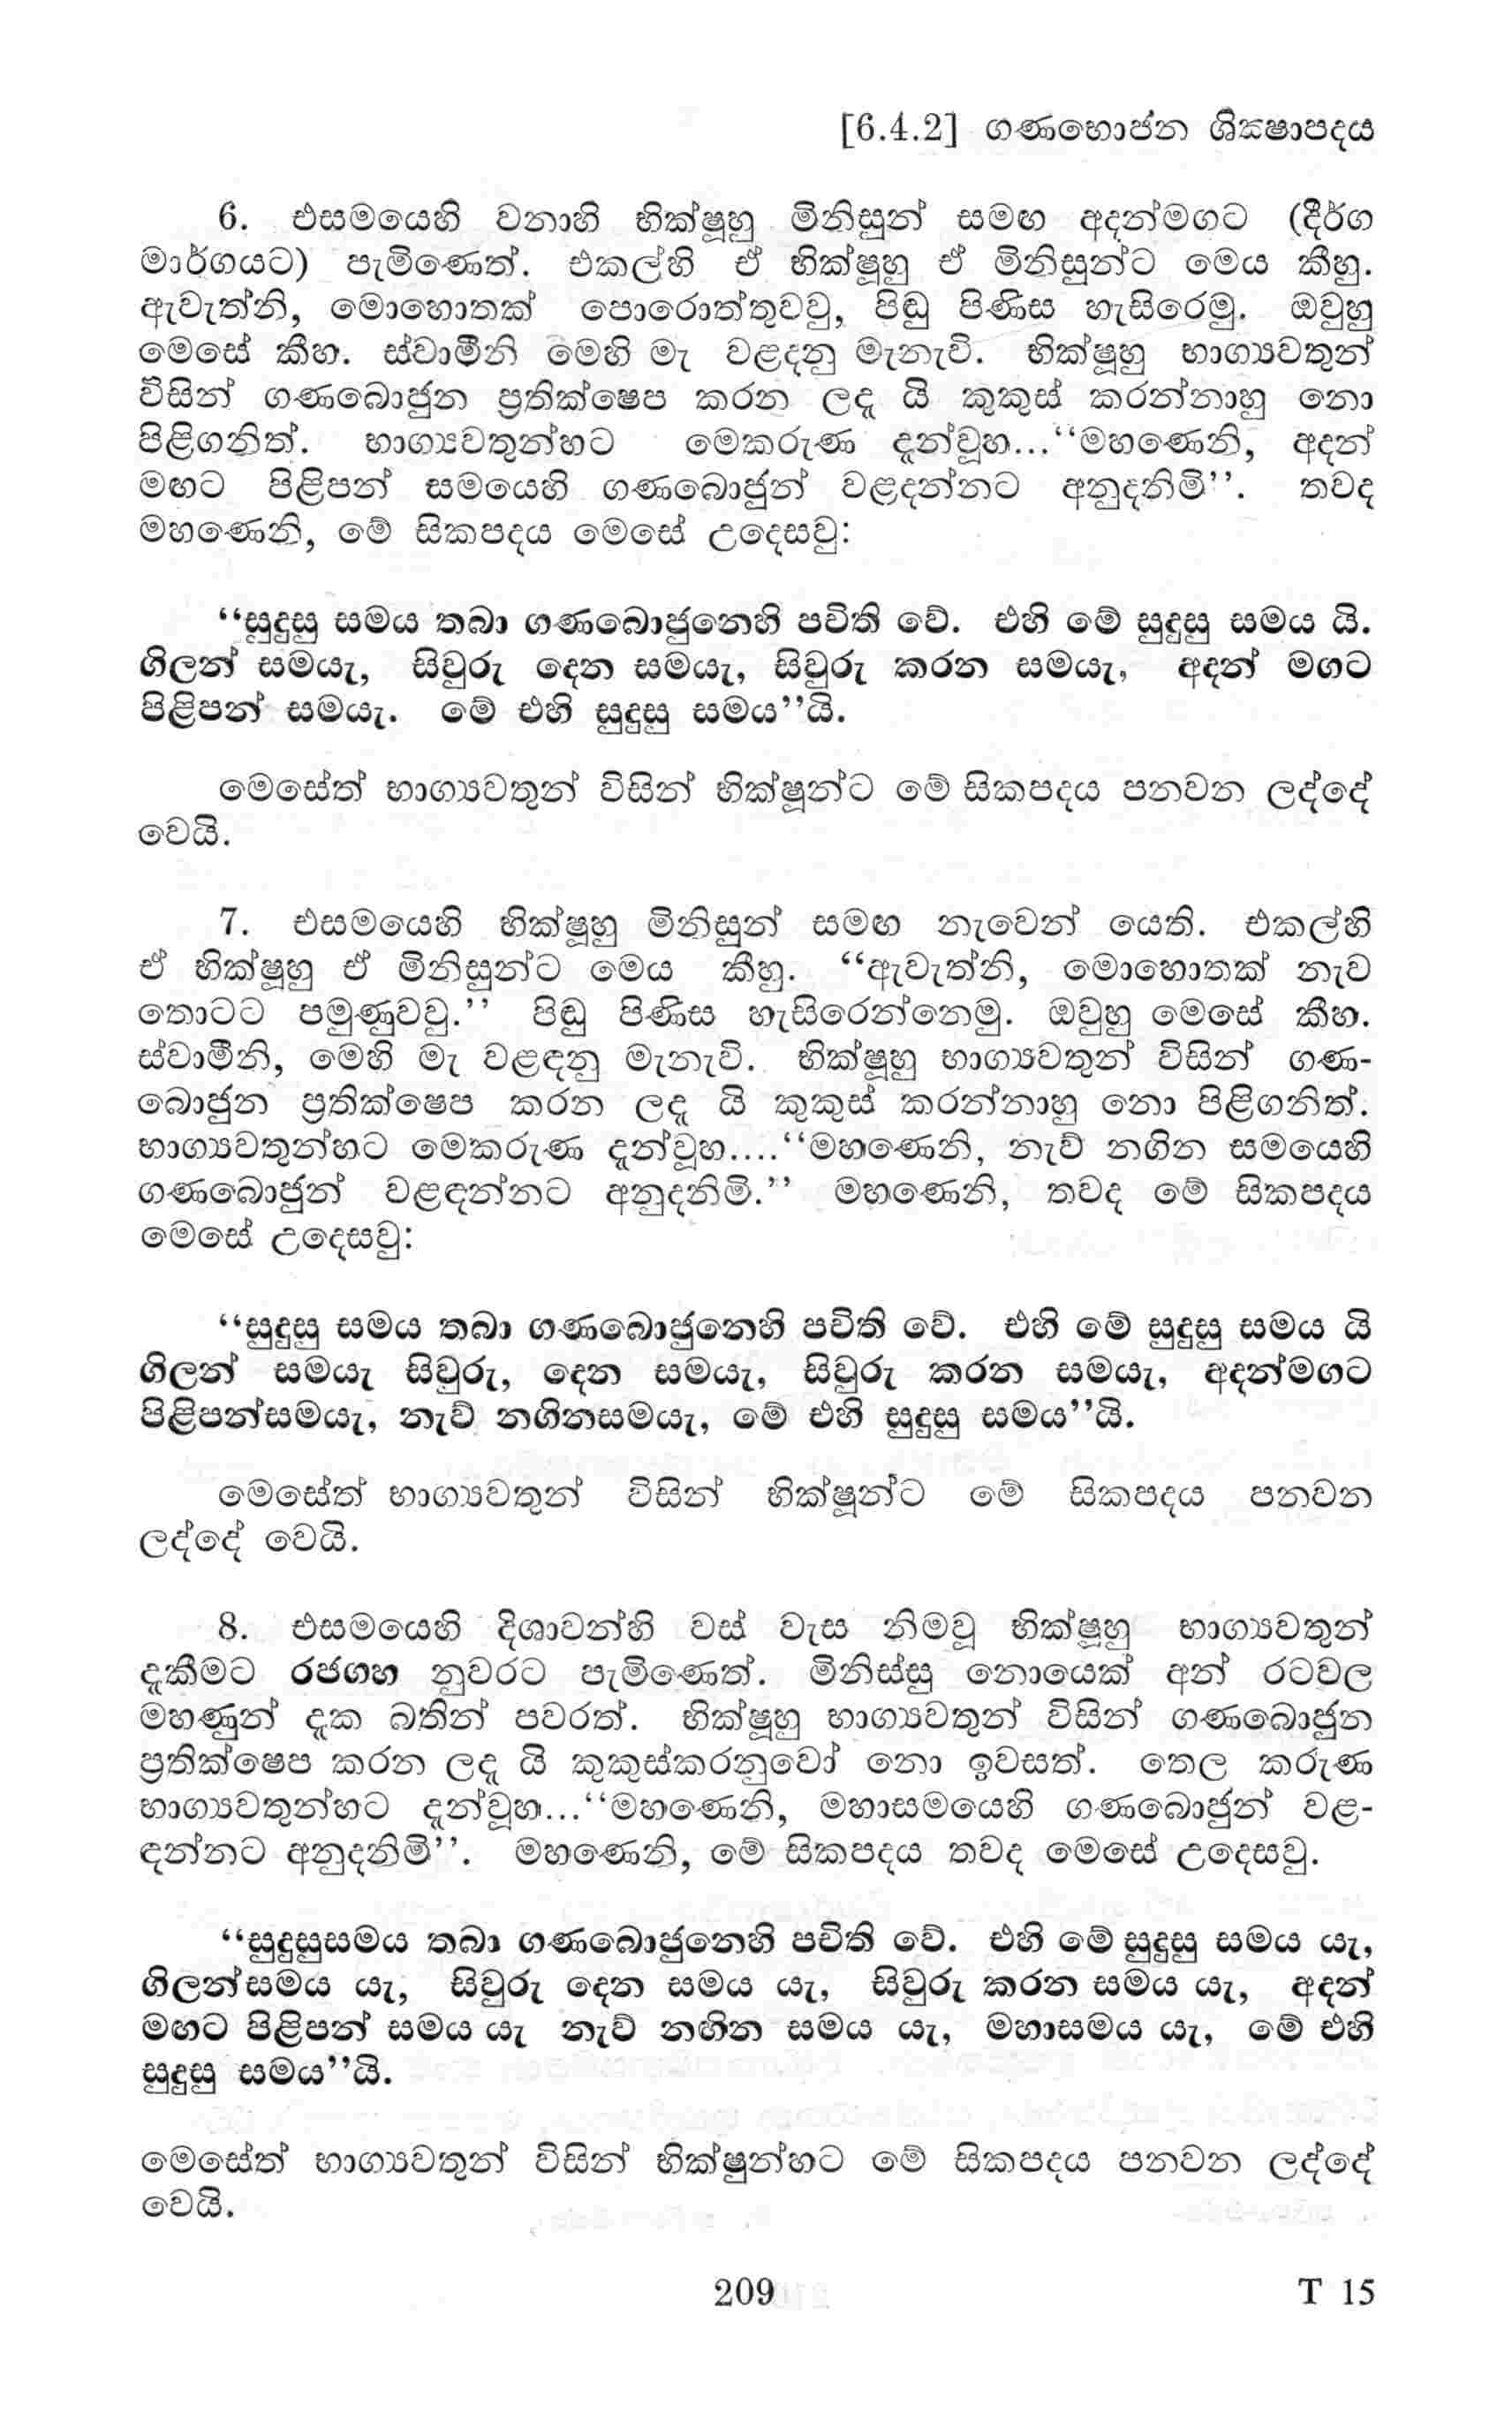 [6.4.2] ගණභොජන ශික්‍ෂාපදය
6. එසමයෙහි වනාහි භික්ෂූහු මිනිසුන් සමඟ අදන්මගට (දීර්ග
මාර්ගයට) පැමිණෙත්. එකල්හි ඒ භික්ෂූහු ඒ මිනිසුන්ට මෙය කීහු.
ඇවැත්නි, මොහොතක් පොරොත්තුවවු, පිඬු පිණිස හැසිරෙමු. ඔවුහු
මෙසේ කීහ. ස්වාමීනි මෙහි මැ වළඳනු මැනැවි. භික්ෂූහු භාග්‍යවතුන්
විසින් ගණබොජුන ප්‍රතික්ෂෙප කරන ලදැ යි කුකුස් කරන්නාහු නො
පිළිගනිත්. භාග්‍යවතුන්හට මෙකරුණ දැන්වූහ...‘‘මහණෙනි, අදන්
මඟට පිළිපන් සමයෙහි ගණබොජුන් වළඳන්නට අනුදනිමි’’. තවද
මහණෙනි, මේ සිකපදය මෙසේ උදෙසවු:
‘‘සුදුසු සමය තබා ගණබොජුනෙහි පචිති වේ. එහි මේ සුදුසු සමය යි.
ගිලන් සමයැ, සිවුරු දෙන සමයැ, සිවුරු කරන සමයැ, අදන් මගට
පිළිපන් සමයැ. මේ එහි සුදුසු සමය’’යි.
මෙසේත් භාග්‍යවතුන් විසින් භික්ෂූන්ට මේ සිකපදය පනවන ලද්දේ
වෙයි.
7. එසමයෙහි භික්ෂූහු මිනිසුන් සමඟ නැවෙන් යෙති. එකල්හි
ඒ භික්ෂූහු ඒ මිනිසුන්ට මෙය කීහු. ‘‘ඇවැත්නි, මොහොතක් නැව
තොටට පමුණුවවු.’’ පිඬු පිණිස හැසිරෙන්නෙමු. ඔවුහු මෙසේ කීහ.
ස්වාමීනි, මෙහි මැ වළඳනු මැනැවි. භික්ෂූහු භාග්‍යවතුන් විසින් ගණ-
බොජුන ප්‍රතික්ෂෙප කරන ලදැ යි කුකුස් කරන්නාහු නො පිළිගනිත්.
භාග්‍යවතුන්හට මෙකරුණ දැන්වූහ....‘‘මහණෙනි, නැව් නගින සමයෙහි
ගණබොජුන් වළඳන්නට අනුදනිමි.’’ මහණෙනි, තවද මේ සිකපදය
මෙසේ උදෙසවු:
‘‘සුදුසු සමය තබා ගණබොජුනෙහි පචිති වේ. එහි මේ සුදුසු සමය යි
ගිලන් සමයැ සිවුරු, දෙන සමයැ, සිවුරු කරන සමයැ, අදන්මගට
පිළිපන්සමයැ, නැව් නගිනසමයැ, මේ එහි සුදුසු සමය’’යි.
මෙසේත් භාග්‍යවතුන් විසින් භික්ෂූන්ට මේ සිකපදය පනවන
ලද්දේ වෙයි.
8. එසමයෙහි දිශාවන්හි වස් වැස නිමවූ භික්ෂූහු භාග්‍යවතුන්
දැකීමට රජගහ නුවරට පැමිණෙත්. මිනිස්සු නොයෙක් අන් රටවල
මහණුන් දැක බතින් පවරත්. භික්ෂූහු භාග්‍යවතුන් විසින් ගණබොජුන
ප්‍රතික්ෂෙප කරන ලදැ යි කුකුස්කරනුවෝ නො ඉවසත්. තෙල කරුණ
භාග්‍යවතුන්හට දැන්වූහ...‘‘මහණෙනි, මහාසමයෙහි ගණබොජුන් වළ-
ඳන්නට අනුදනිමි’’. මහණෙනි, මේ සිකපදය තවද මෙසේ උදෙසවු.
‘‘සුදුසුසමය තබා ගණබොජුනෙහි පචිති වේ. එහි මේ සුදුසු සමය යැ,
ගිලන්සමය යැ, සිවුරු දෙන සමය යැ, සිවුරු කරන සමය යැ, අදන්
මඟට පිළිපන් සමය යැ නැව් නඟින සමය යැ, මහාසමය යැ, මේ එහි
සුදුසු සමය’’යි.
මෙසේත් භාග්‍යවතුන් විසින් භික්ෂුන්හට මේ සිකපදය පනවන ලද්දේ
වෙයි.
209 T 15